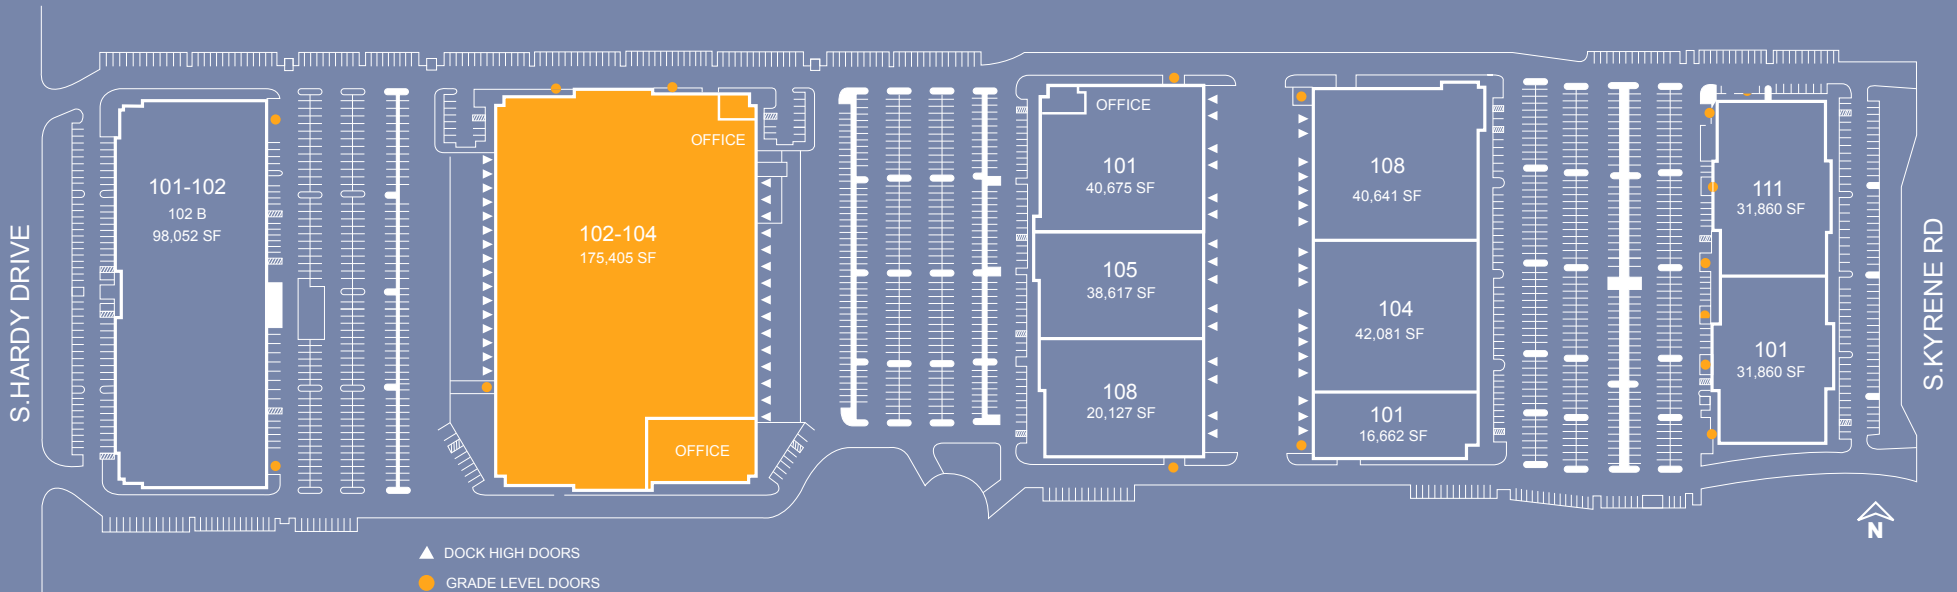 S.HARDY DRIVE
101-102
102 B
98,052 SF
OFFICE
102-104
175,405 SF
OFFICE
OFFICE
101
40,675 SF
105
38,617 SF
108
20,127 SF
108
40,641 SF
104
42,081 SF
101
16,662 SF
111
31,860 SF
101
31,860 SF
S.KYRENE RD
N
DOCK HIGH DOORS
GRADE LEVEL DOORS